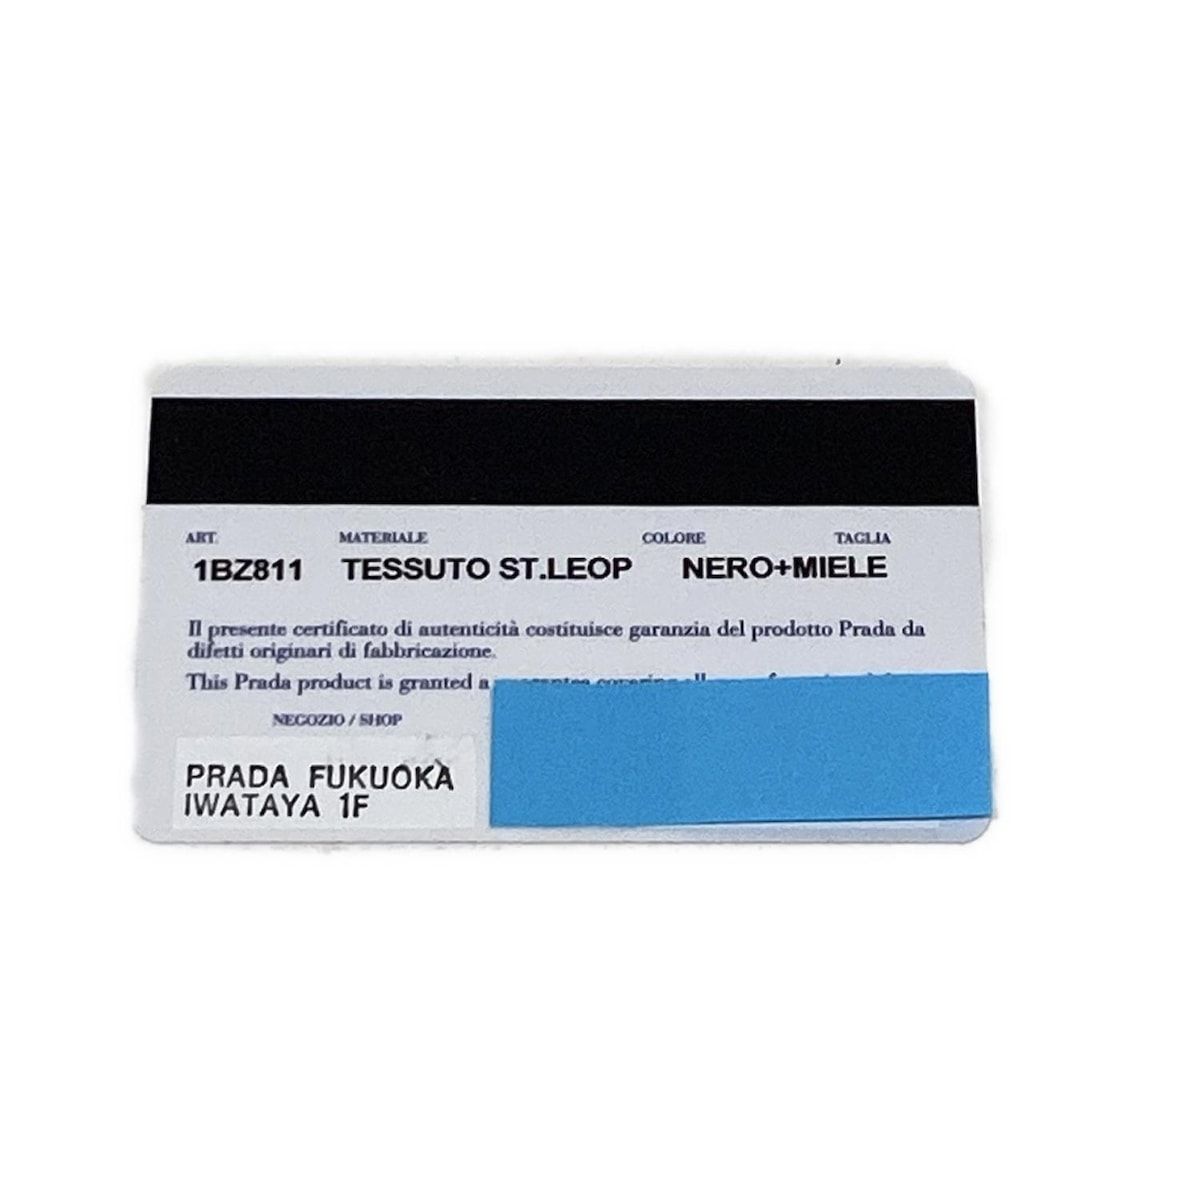 ART. MATERIALE COLORE TAGLIA
1BZ811 TESSUTO ST.LEOP NERO+MIELE
Il presente certificato di autenticità costituisce garanzia del prodotto Prada da
difetti originari di fabbricazione.
This Prada product is granted a
NEGOZIO / SHOP
PRADA FUKUOKA
IWATAYA 1F